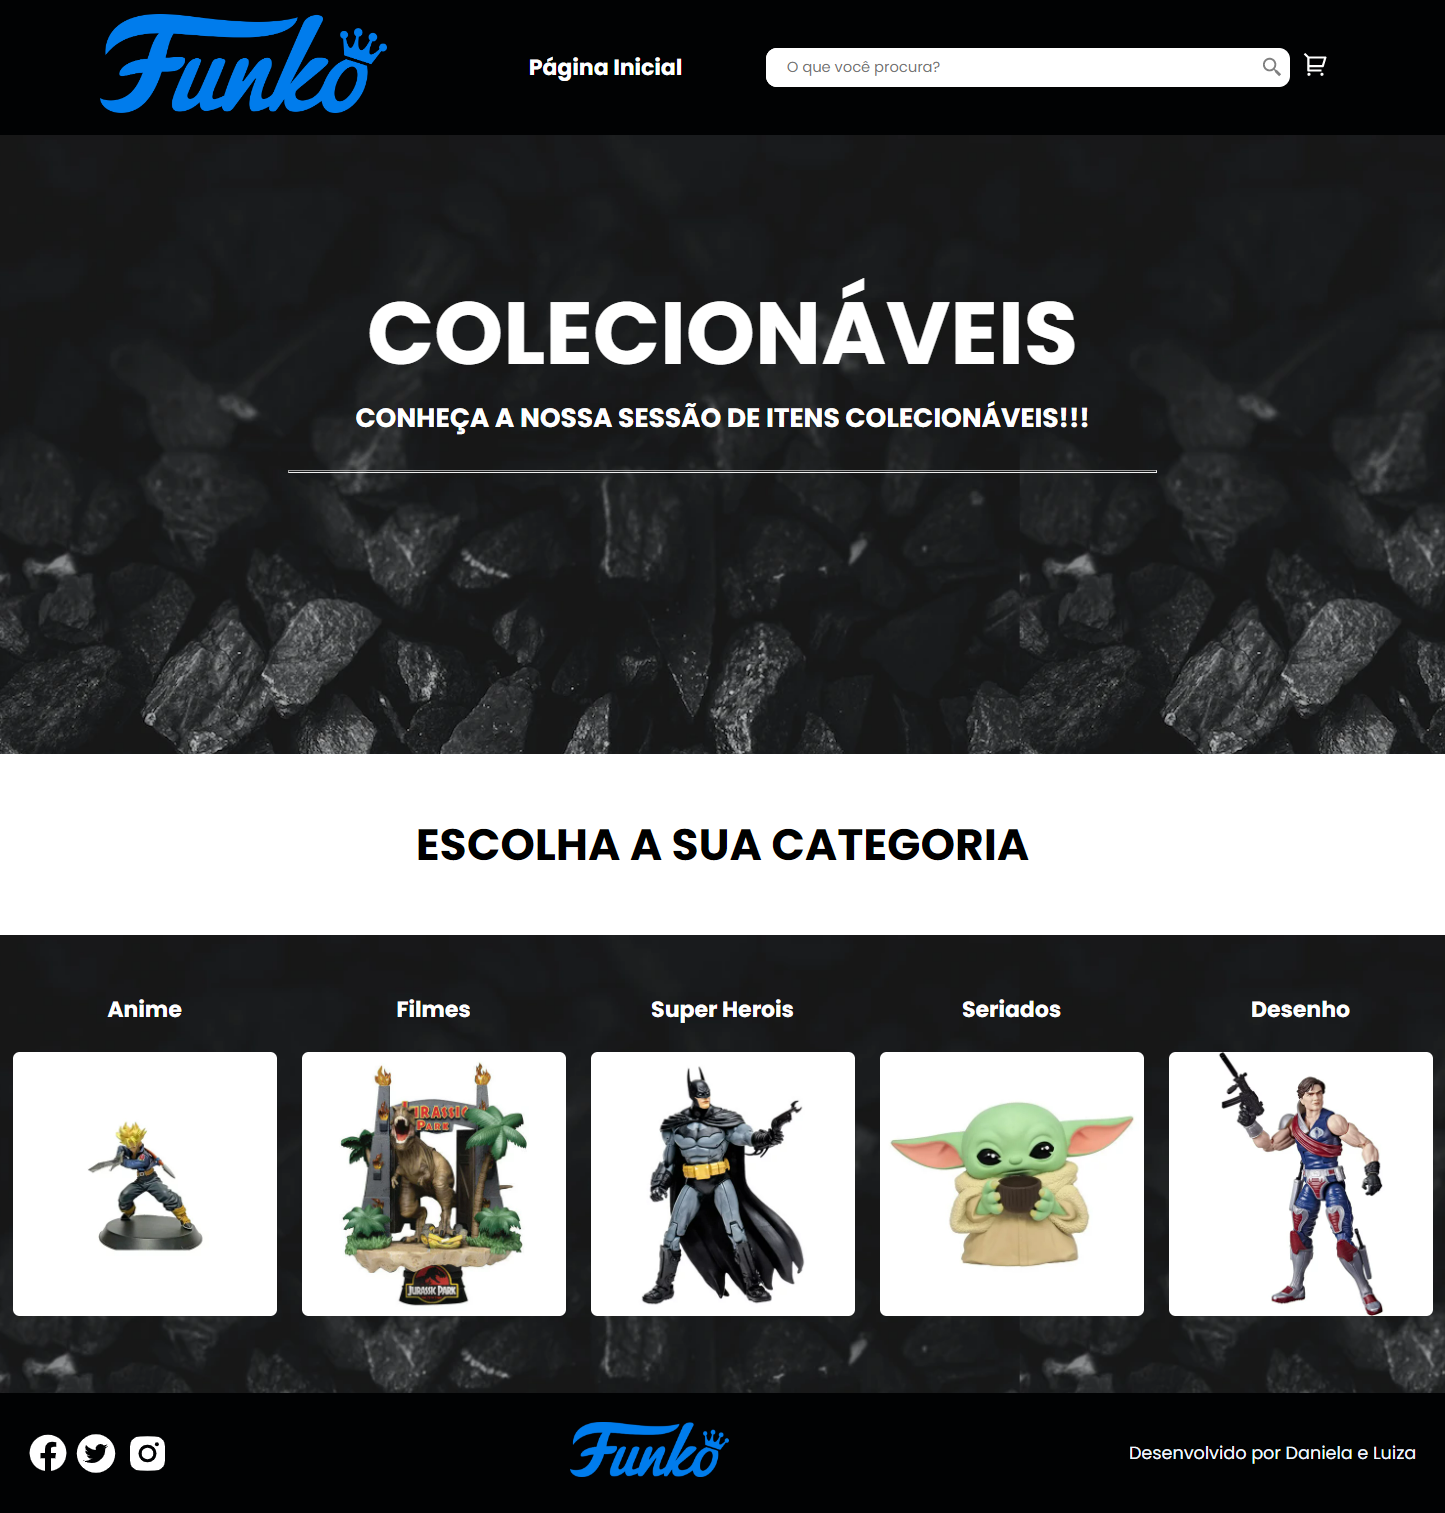 Funko
Página Inicial
O que você procura?
COLECIONÁVEIS
CONHEÇA A NOSSA SESSÃO DE ITENS COLECIONÁVEIS!!!
ESCOLHA A SUA CATEGORIA
Anime
Filmes
Super Herois
Seriados
Desenho
JURASSIC
PARK
JURASSIC PARK
Funko
Desenvolvido por Daniela e Luiza